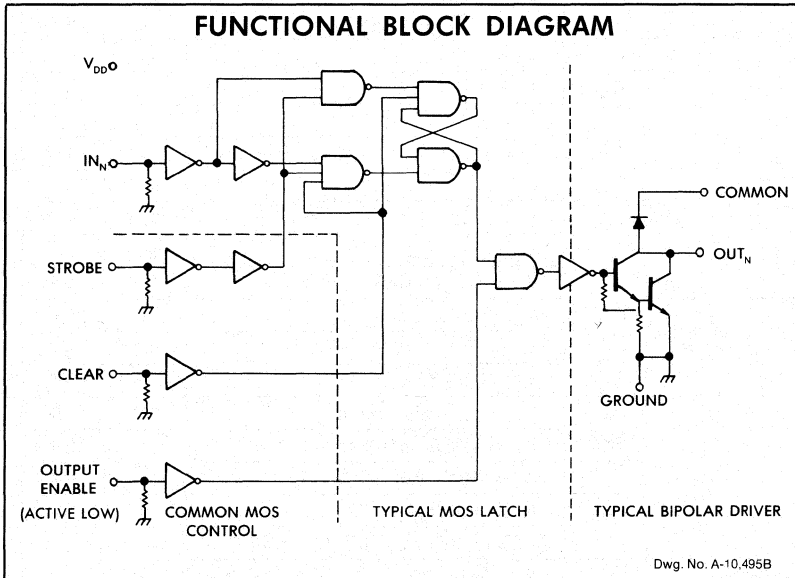 FUNCTIONAL BLOCK DIAGRAM
VDD
INN
COMMON
STROBE
OUTN
CLEAR
GROUND
OUTPUT
ENABLE
(ACTIVE LOW)
COMMON MOS
CONTROL
TYPICAL MOS LATCH
TYPICAL BIPOLAR DRIVER
Dwg. No. A-10,495B